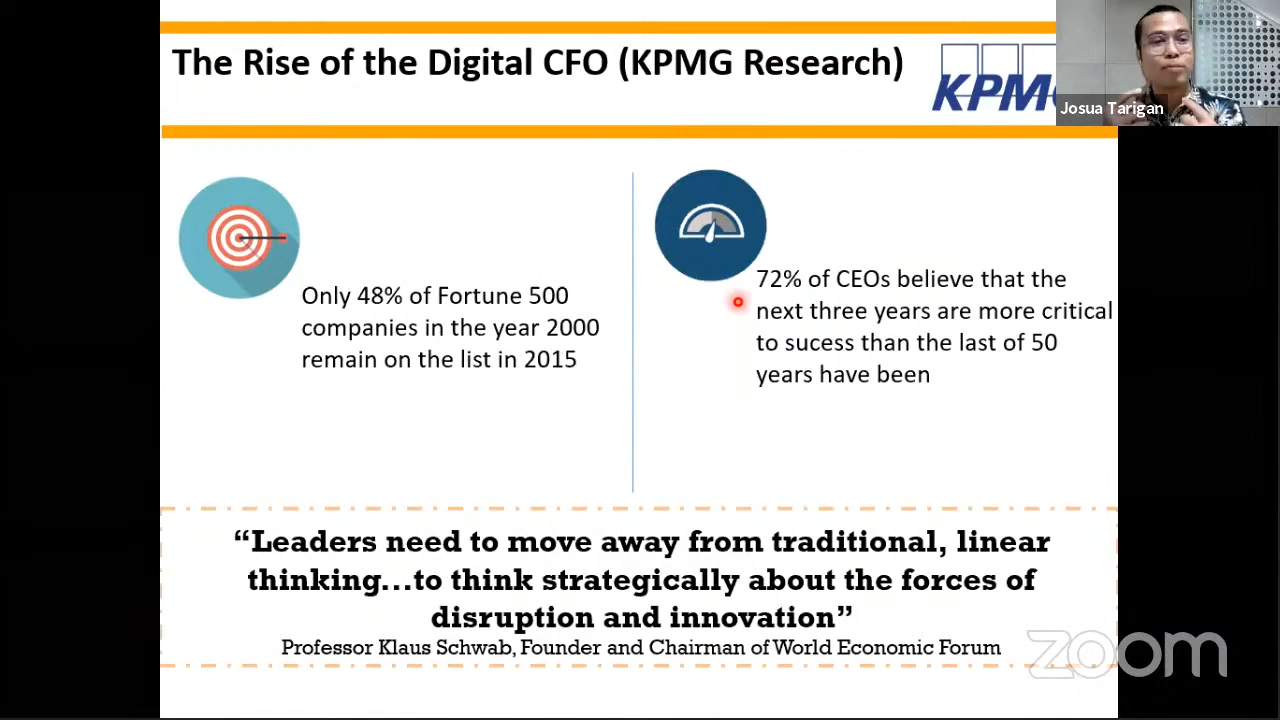 The Rise of the Digital CFO (KPMG Research)
KPMG
Josua Tarigan
Only 48% of Fortune 500
companies in the year 2000
remain on the list in 2015
72% of CEOs believe that the
next three years are more critical
to sucess than the last of 50
years have been
“Leaders need to move away from traditional, linear
thinking...to think strategically about the forces of
disruption and innovation”
Professor Klaus Schwab, Founder and Chairman of World Economic Forum
zoom